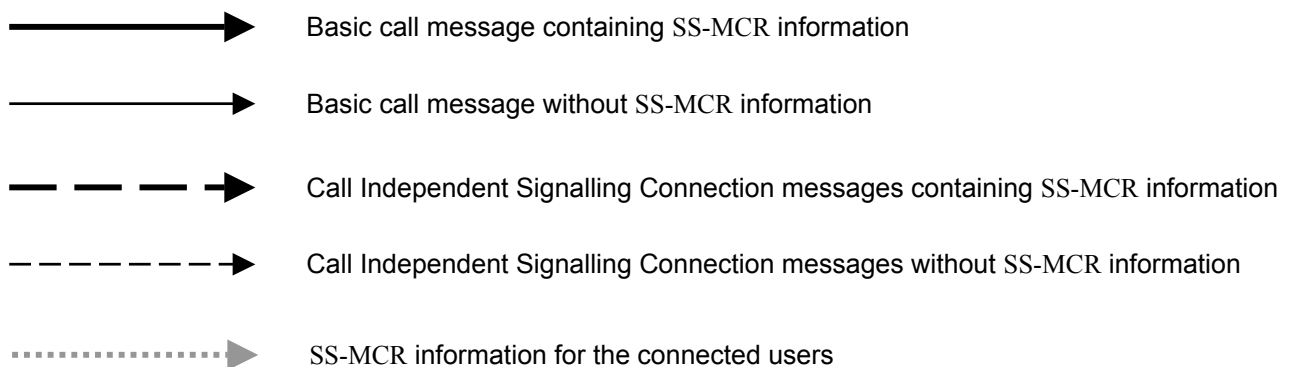 Basic call message containing SS-MCR information
Basic call message without SS-MCR information
Call Independent Signalling Connection messages containing SS-MCR information
Call Independent Signalling Connection messages without SS-MCR information
SS-MCR information for the connected users